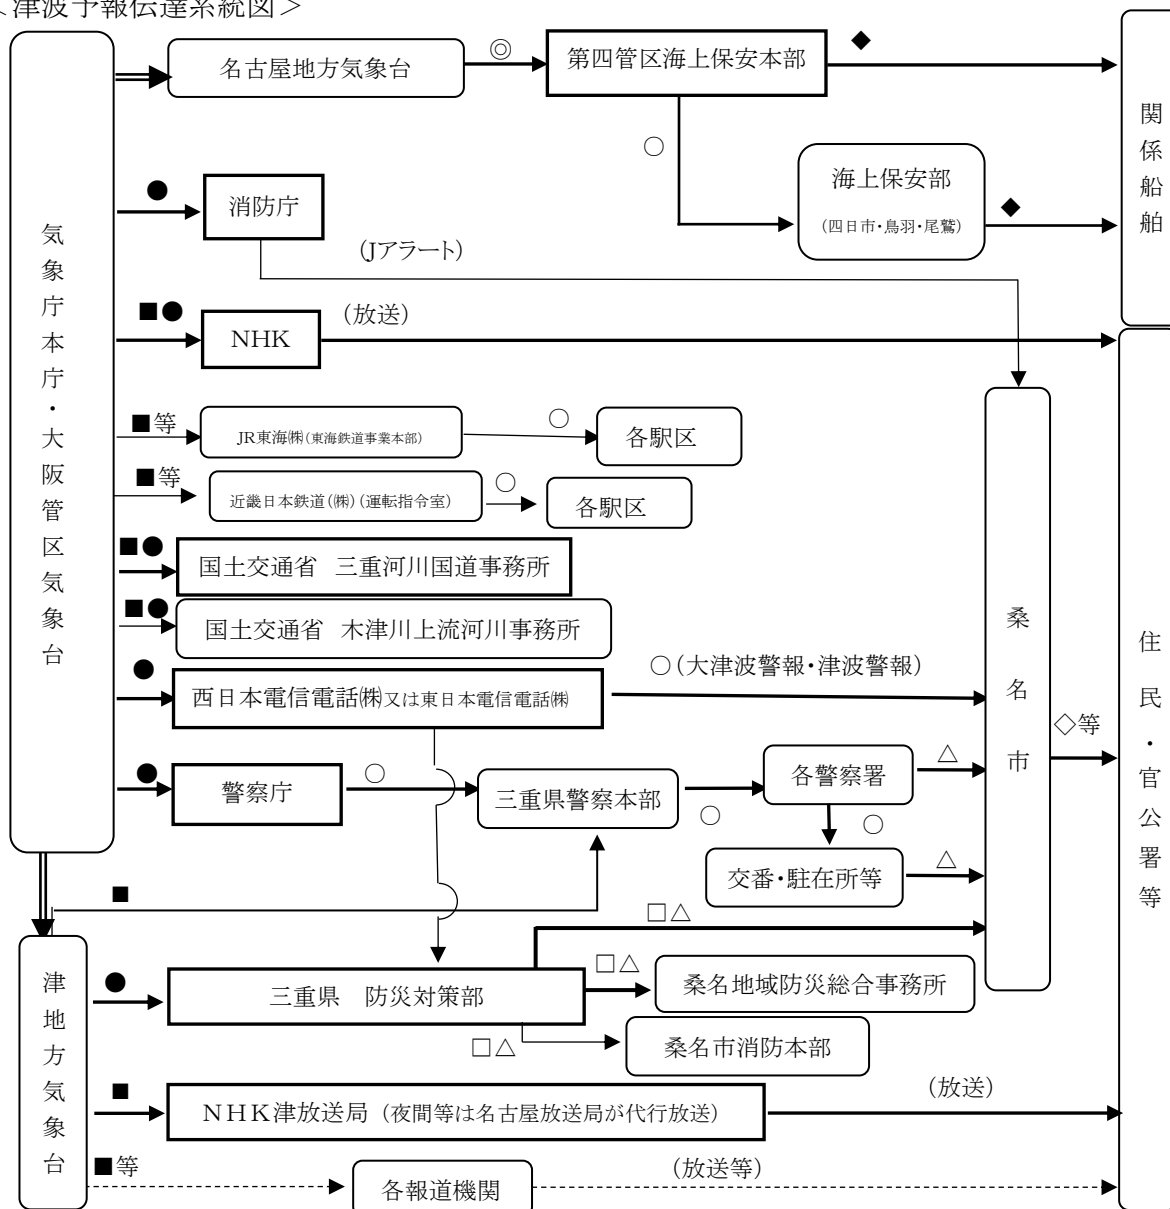 <津波予報伝達系統図>
気象庁本庁・大阪管区気象台
名古屋地方気象台
◎
第四管区海上保安本部
◆
関係船舶
○
海上保安部
(四日市・鳥羽・尾鷲)
◆
●
消防庁
(Jアラート)
■●
NHK
(放送)
■等
JR東海㈱(東海鉄道事業本部)
○
各駅区
■等
近畿日本鉄道(株)(運転指令室)
○
各駅区
■●
国土交通省 三重河川国道事務所
■●
国土交通省 木津川上流河川事務所
●
西日本電信電話㈱又は東日本電信電話㈱
○(大津波警報・津波警報)
桑名市
◇等
住民・官公署等
●
警察庁
○
三重県警察本部
○
各警察署
△
○
交番・駐在所等
△
■
□△
津地方気象台
●
三重県 防災対策部
□△
桑名地域防災総合事務所
□△
桑名市消防本部
■
NHK津放送局(夜間等は名古屋放送局が代行放送)
(放送)
■等
各報道機関
(放送等)